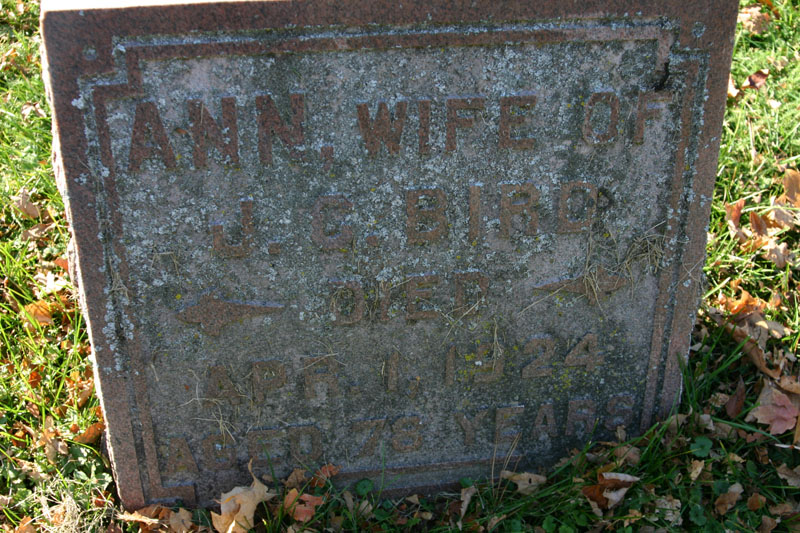 ANN, WIFE OF
J. C. BIRD
DIED
APR. 1, 1924
AGED 78 YEARS